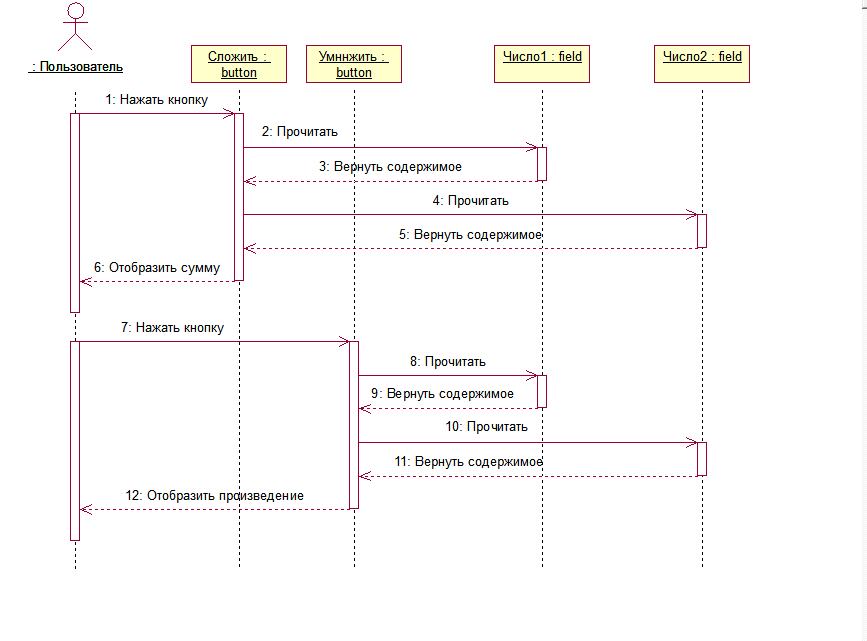 : Пользователь
Сложить :
button
Умннжить :
button
Число1 : field
Число2 : field
1: Нажать кнопку
2: Прочитать
3: Вернуть содержимое
4: Прочитать
5: Вернуть содержимое
6: Отобразить сумму
7: Нажать кнопку
8: Прочитать
9: Вернуть содержимое
10: Прочитать
11: Вернуть содержимое
12: Отобразить произведение